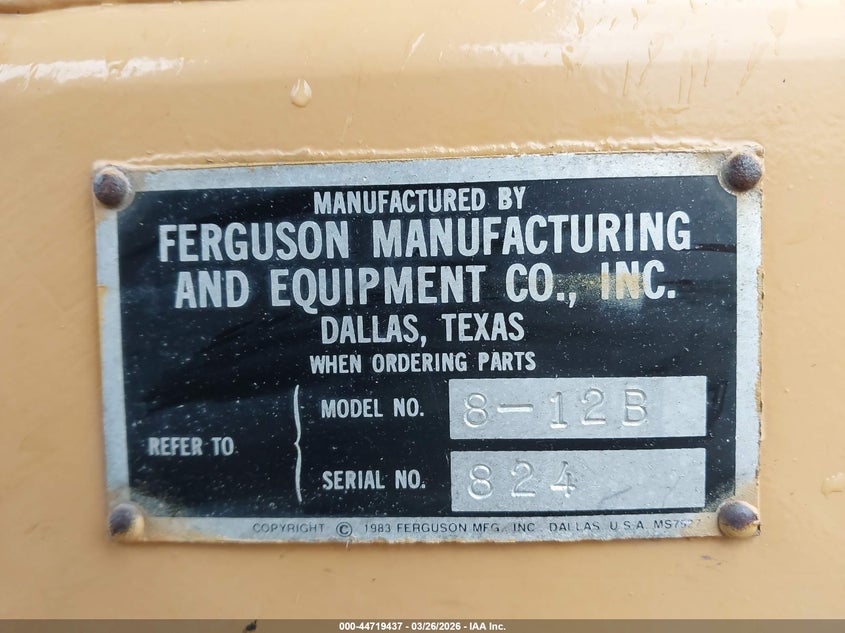 MANUFACTURED BY
FERGUSON MANUFACTURING
AND EQUIPMENT CO., INC.
DALLAS, TEXAS
WHEN ORDERING PARTS
REFER TO
MODEL NO. 8-12B
SERIAL NO. 824
COPYRIGHT © 1983 FERGUSON MFG., INC. DALLAS, U.S.A.
000-44719437 - 03/26/2026 - IAA Inc.